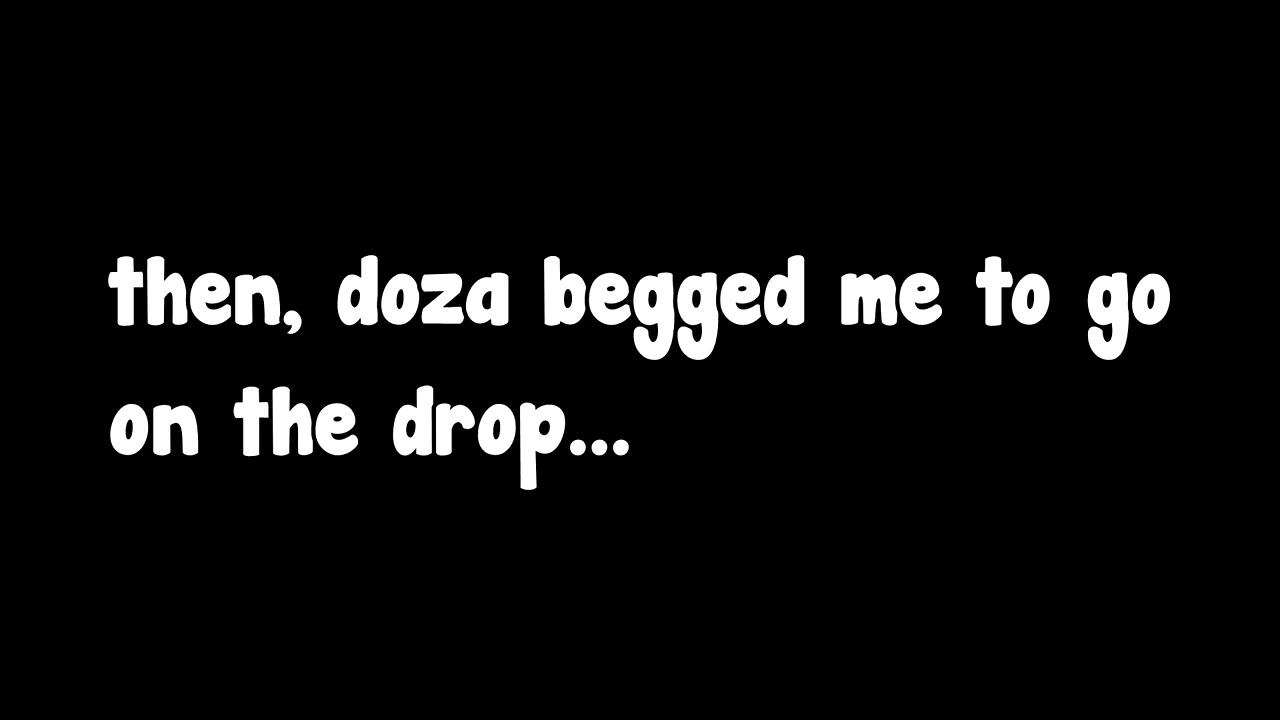 then, doza begged me to go
on the drop...